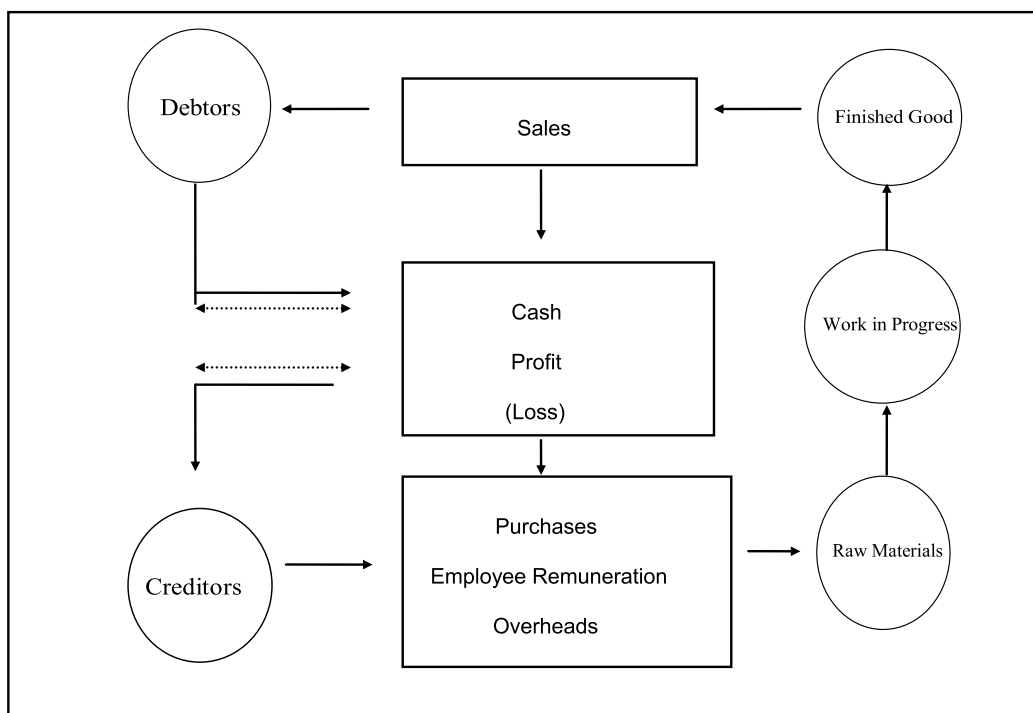 Debtors
Sales
Finished Good
Cash
Profit
(Loss)
Work in Progress
Purchases
Employee Remuneration
Overheads
Creditors
Raw Materials